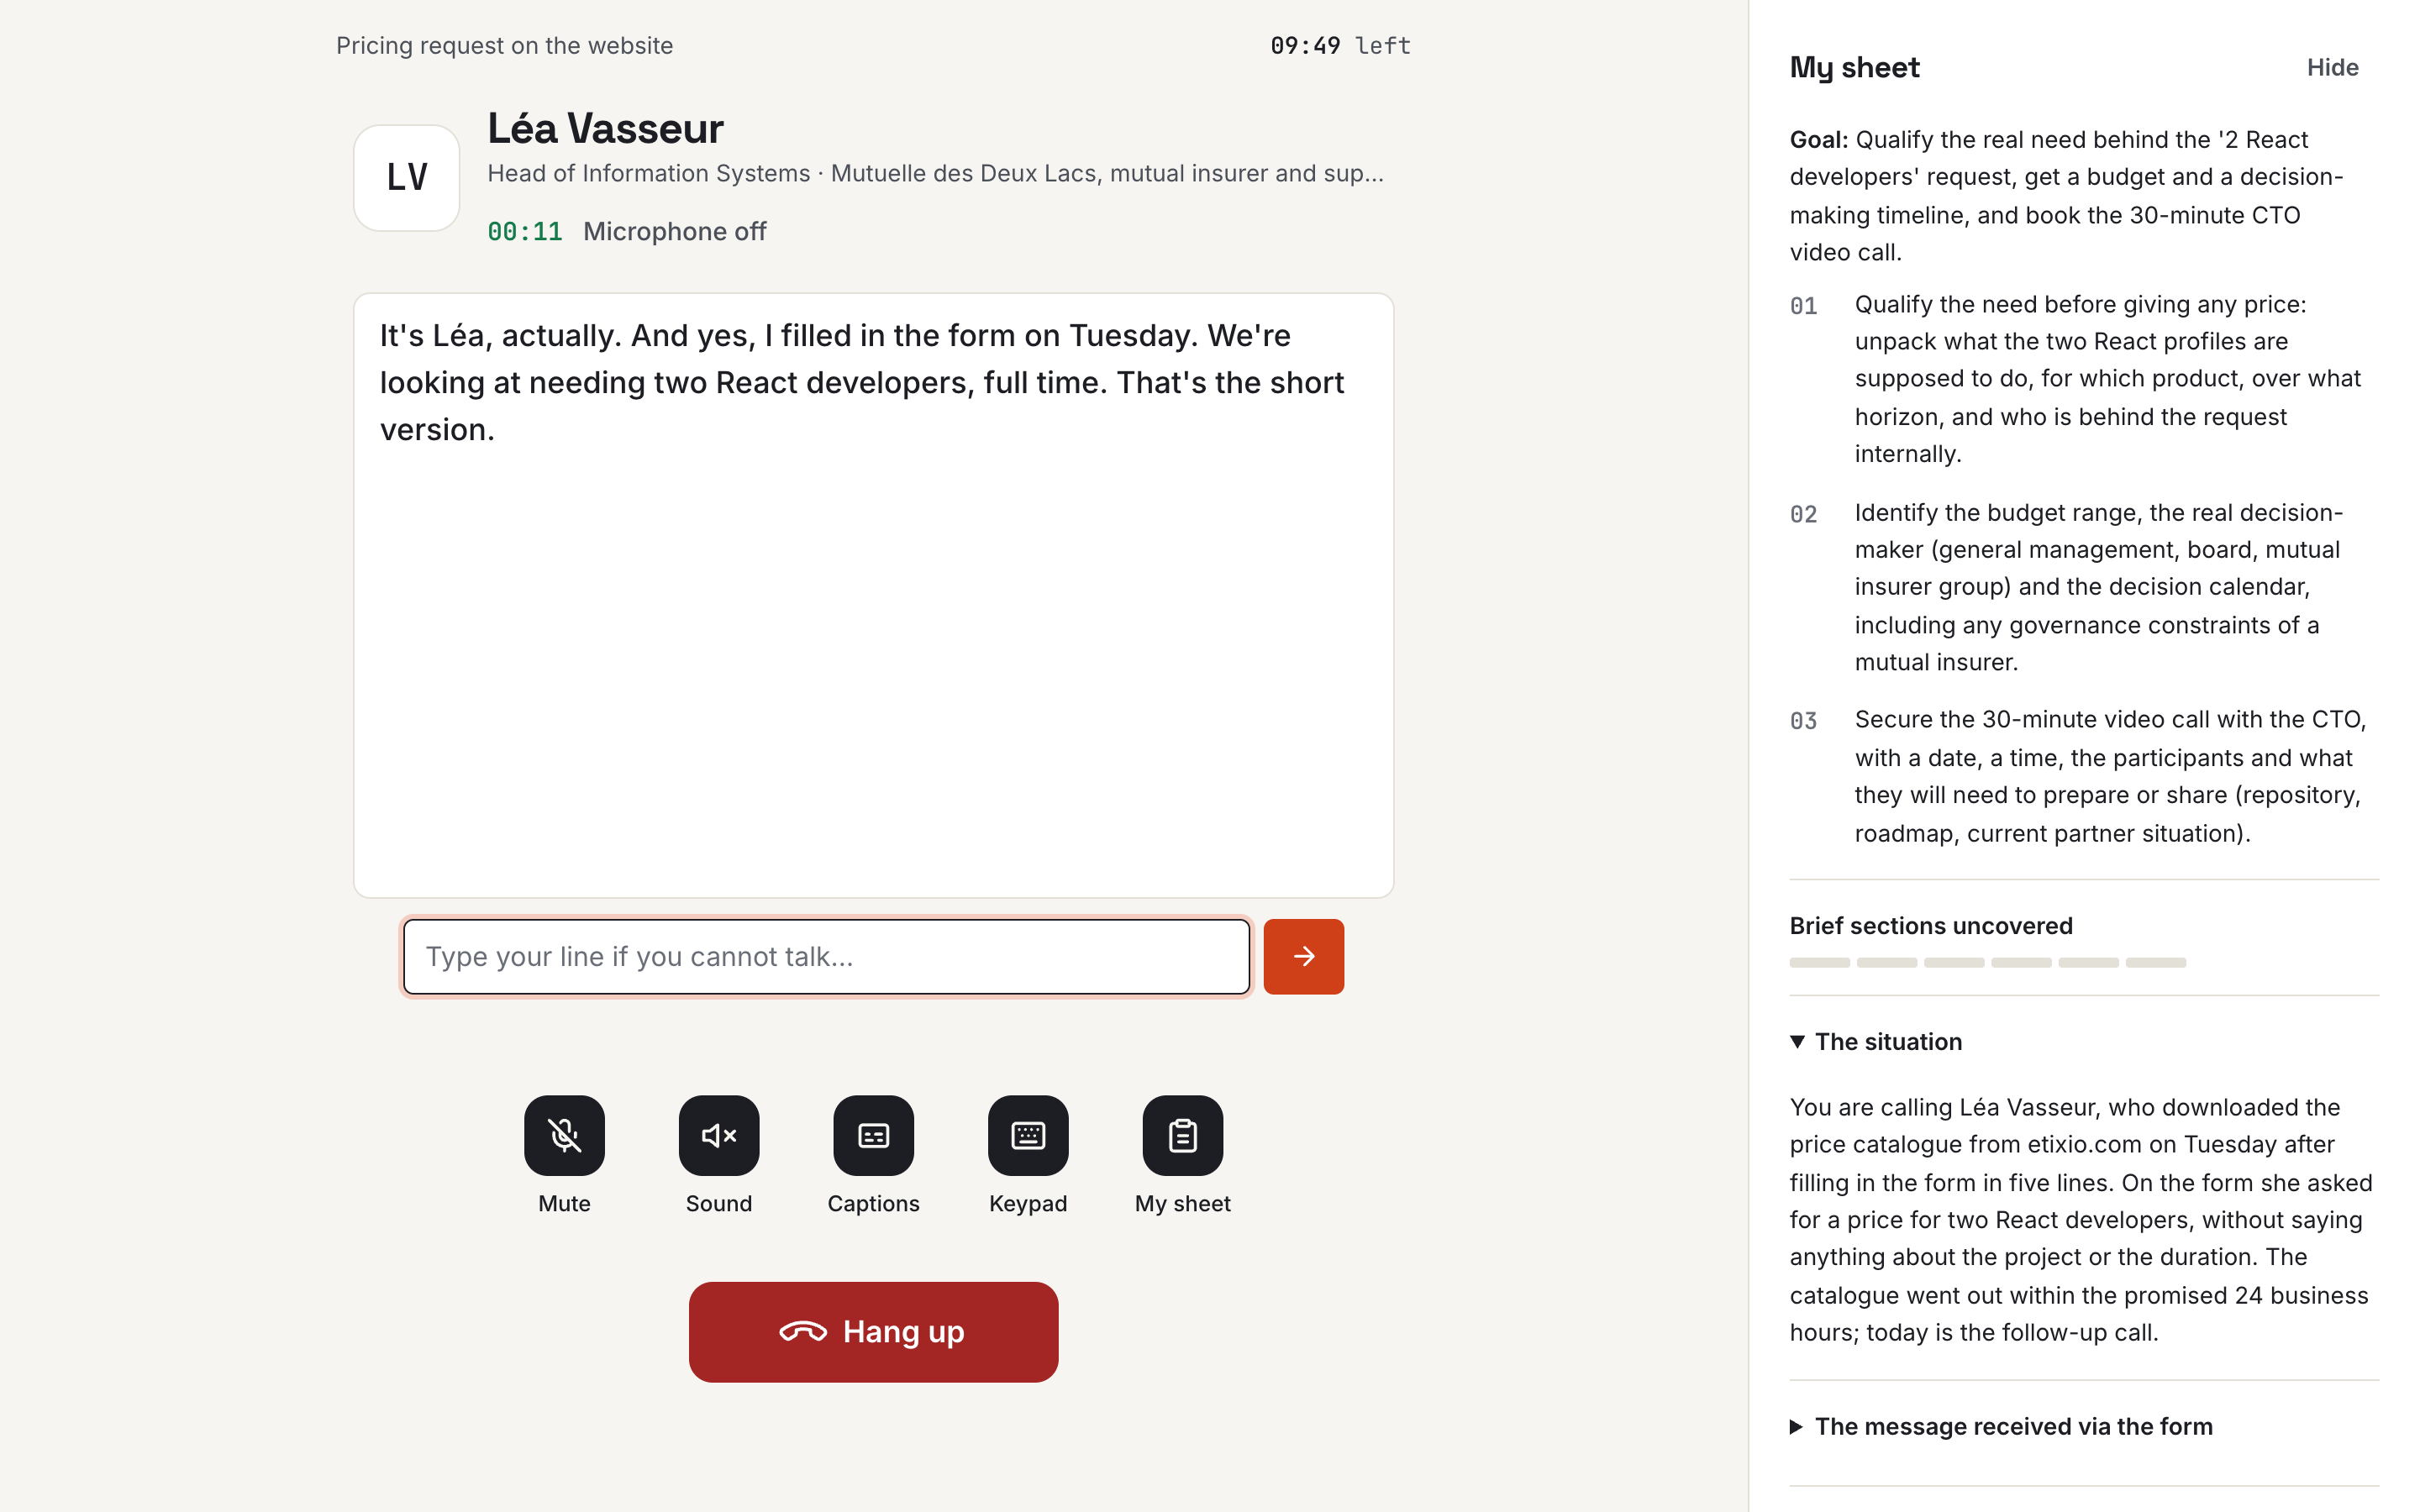 Pricing request on the website
09:49 left
LV
Léa Vasseur
Head of Information Systems · Mutuelle des Deux Lacs, mutual insurer and sup...
00:11 Microphone off
It's Léa, actually. And yes, I filled in the form on Tuesday. We're
looking at needing two React developers, full time. That's the short
version.
Type your line if you cannot talk...
Mute
Sound
Captions
Keypad
My sheet
Hang up
My sheet
Hide
Goal: Qualify the real need behind the '2 React
developers' request, get a budget and a decision-
making timeline, and book the 30-minute CTO
video call.
01 Qualify the need before giving any price:
unpack what the two React profiles are
supposed to do, for which product, over what
horizon, and who is behind the request
internally.
02 Identify the budget range, the real decision-
maker (general management, board, mutual
insurer group) and the decision calendar,
including any governance constraints of a
mutual insurer.
03 Secure the 30-minute video call with the CTO,
with a date, a time, the participants and what
they will need to prepare or share (repository,
roadmap, current partner situation).
Brief sections uncovered
The situation
You are calling Léa Vasseur, who downloaded the
price catalogue from etixio.com on Tuesday after
filling in the form in five lines. On the form she asked
for a price for two React developers, without saying
anything about the project or the duration. The
catalogue went out within the promised 24 business
hours; today is the follow-up call.
The message received via the form